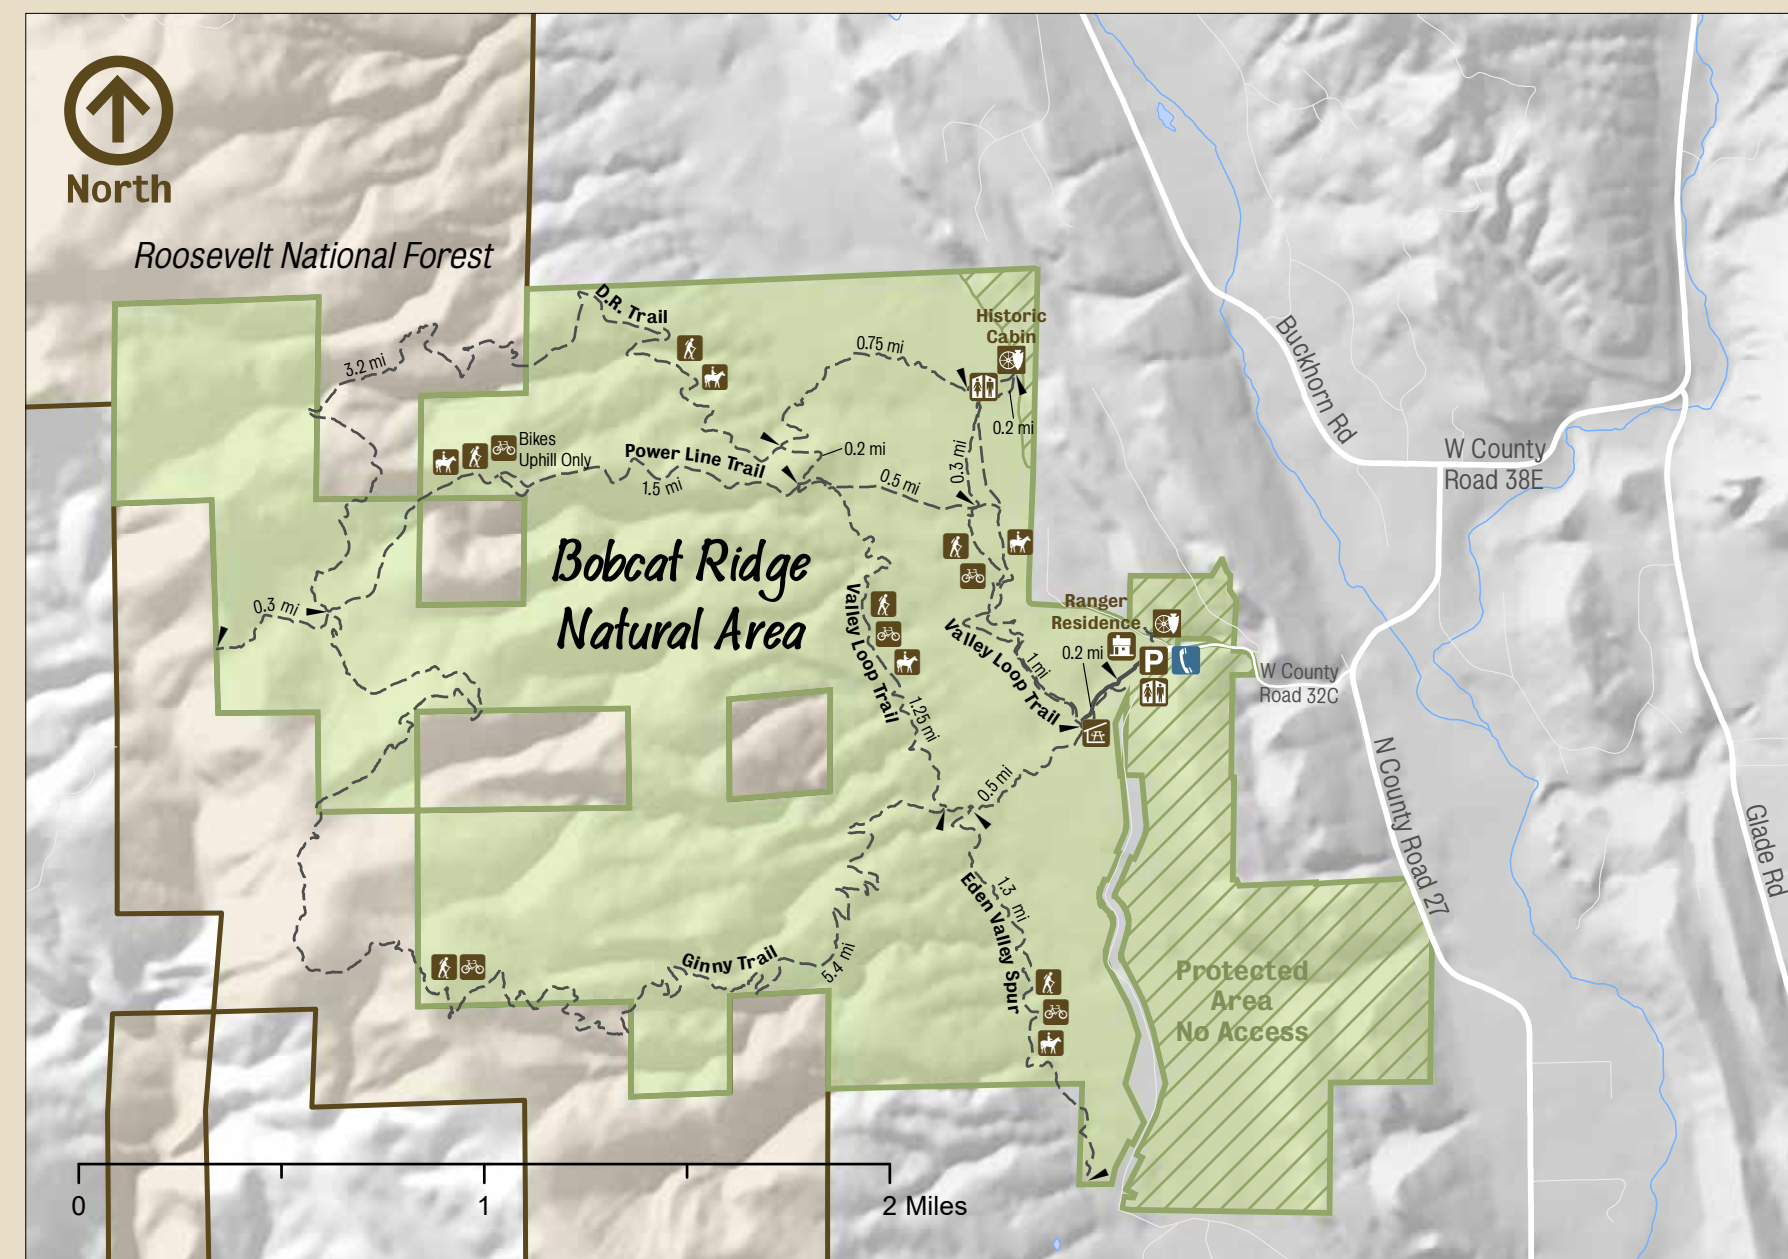 North
Roosevelt National Forest
D.R. Trail
Historic
Cabin
0.75 mi
3.2 mi
0.2 mi
Buckhorn Rd
Bikes
Uphill Only
Power Line Trail
0.2 mi
1.5 mi
0.5 mi
0.3 mi
W County
Road 38E
Bobcat Ridge
Natural Area
0.3 mi
Valley Loop Trail
1.25 mi
Valley Loop Trail
1 mi
Ranger
Residence
0.2 mi
P
W County
Road 32C
0.5 mi
N County Road 27
Glade Rd
1.3 mi
Eden Valley Spur
Ginny Trail
5.4 mi
Protected
Area
No Access
0
1
2 Miles